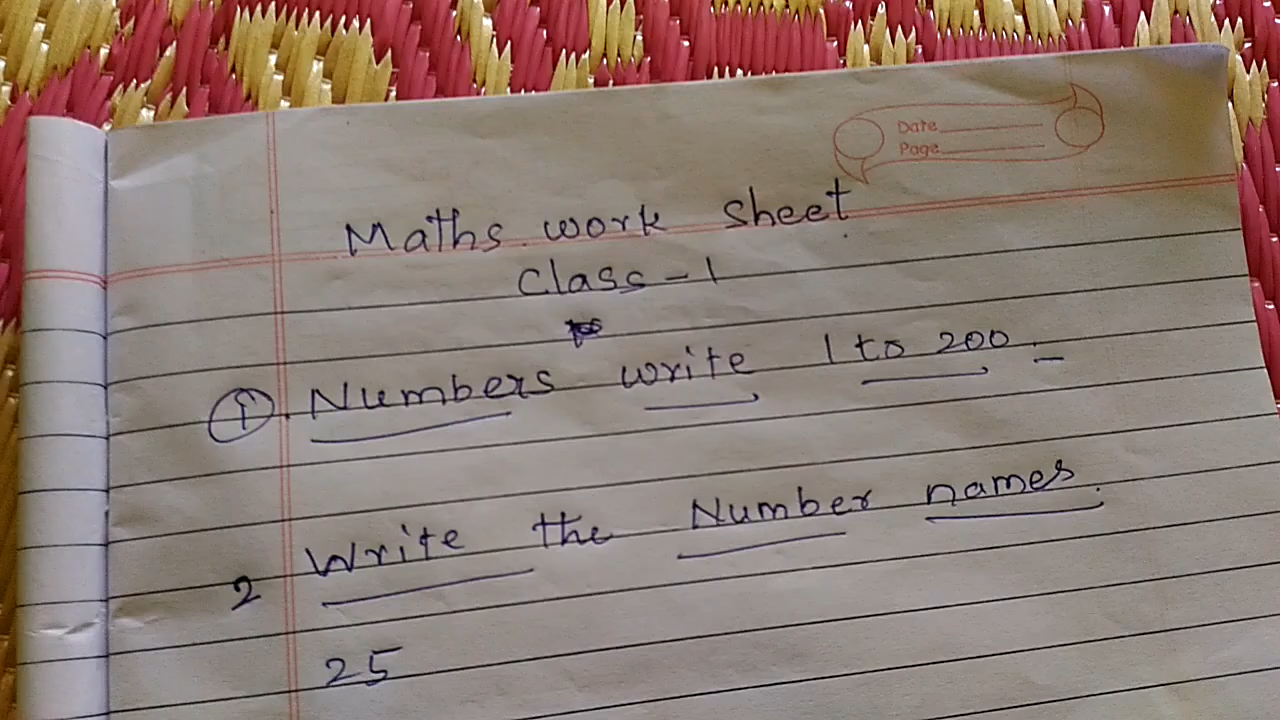 Date
Page
Maths work sheet
Class - 1
① Numbers write 1 to 200 -
2 Write the Number names.
25